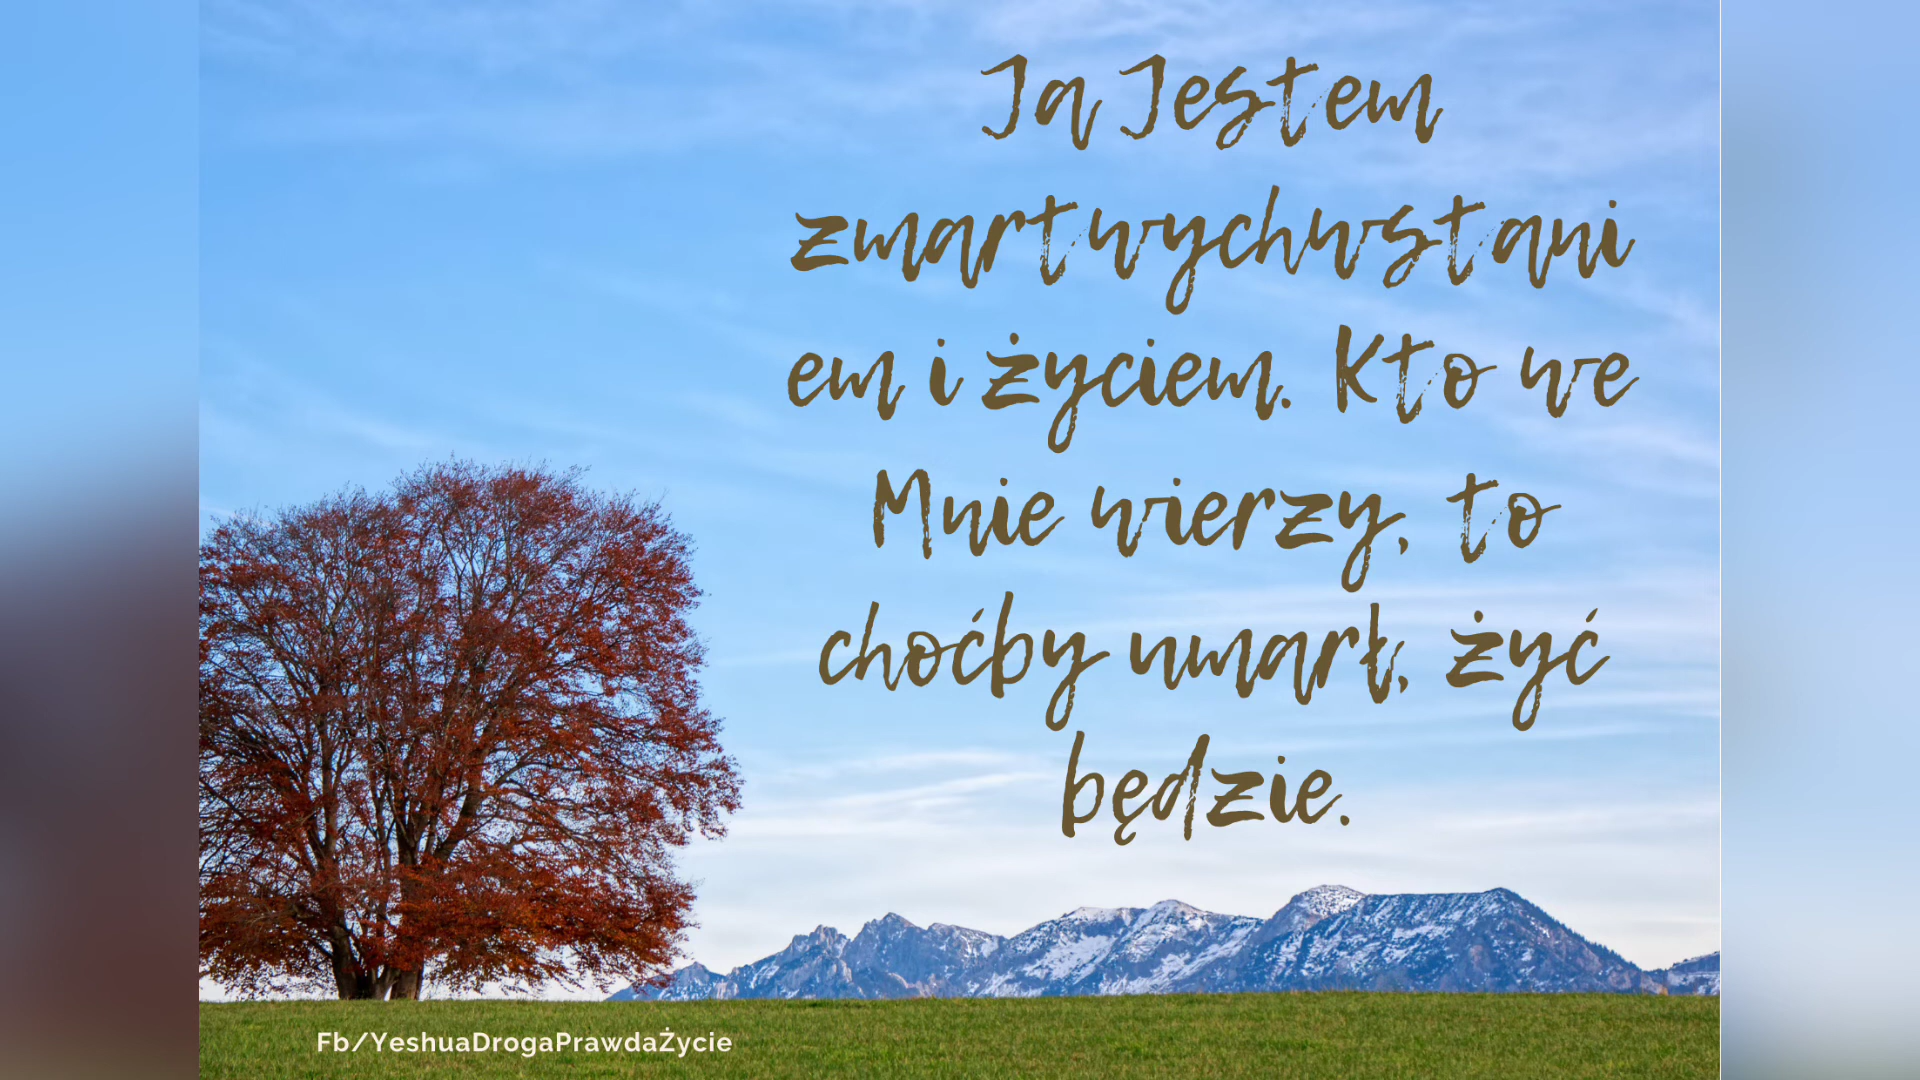 Ja Jestem
zmartwychwstani
em i życiem. Kto we
Mnie wierzy, to
choćby umarł, żyć
będzie.
Fb/YeshuaDrogaPrawdaŻycie